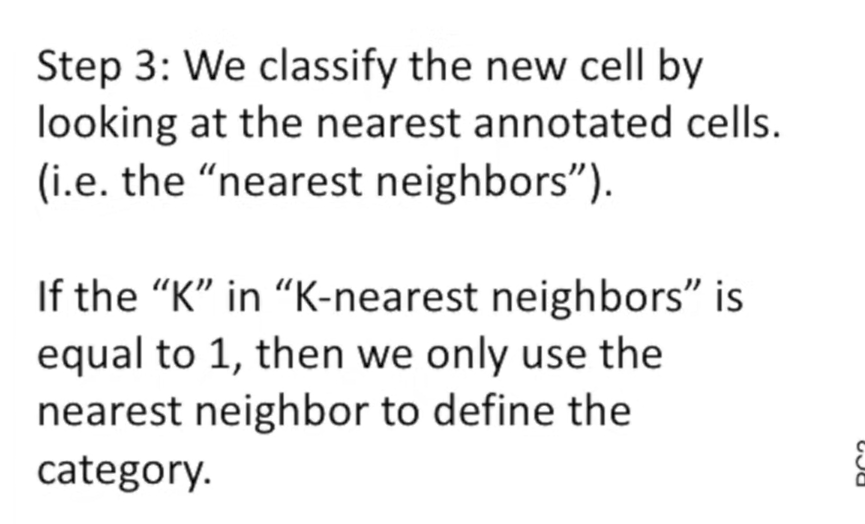 Step 3: We classify the new cell by
looking at the nearest annotated cells.
(i.e. the “nearest neighbors”).
If the “K” in “K-nearest neighbors” is
equal to 1, then we only use the
nearest neighbor to define the
category.
PC2